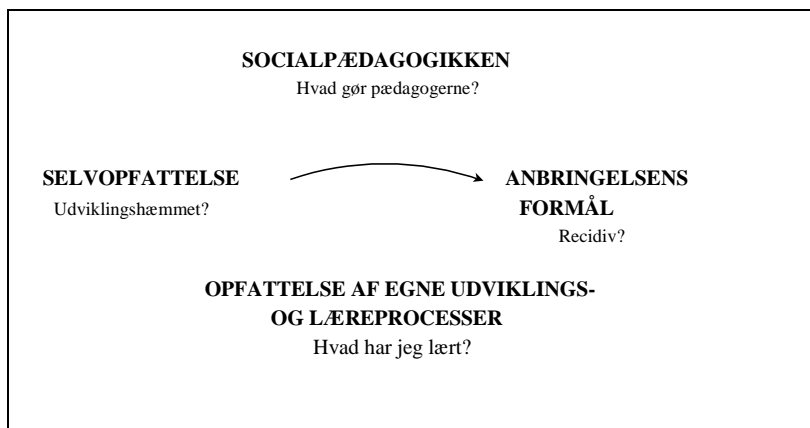 SOCIALPÆDAGOGIKKEN
Hvad gør pædagogerne?
SELVOPFATTELSE
Udviklingshæmmet?
ANBRINGELSENS
FORMÅL
Recidiv?
OPFATTELSE AF EGNE UDVIKLINGS-
OG LÆREPROCESSER
Hvad har jeg lært?